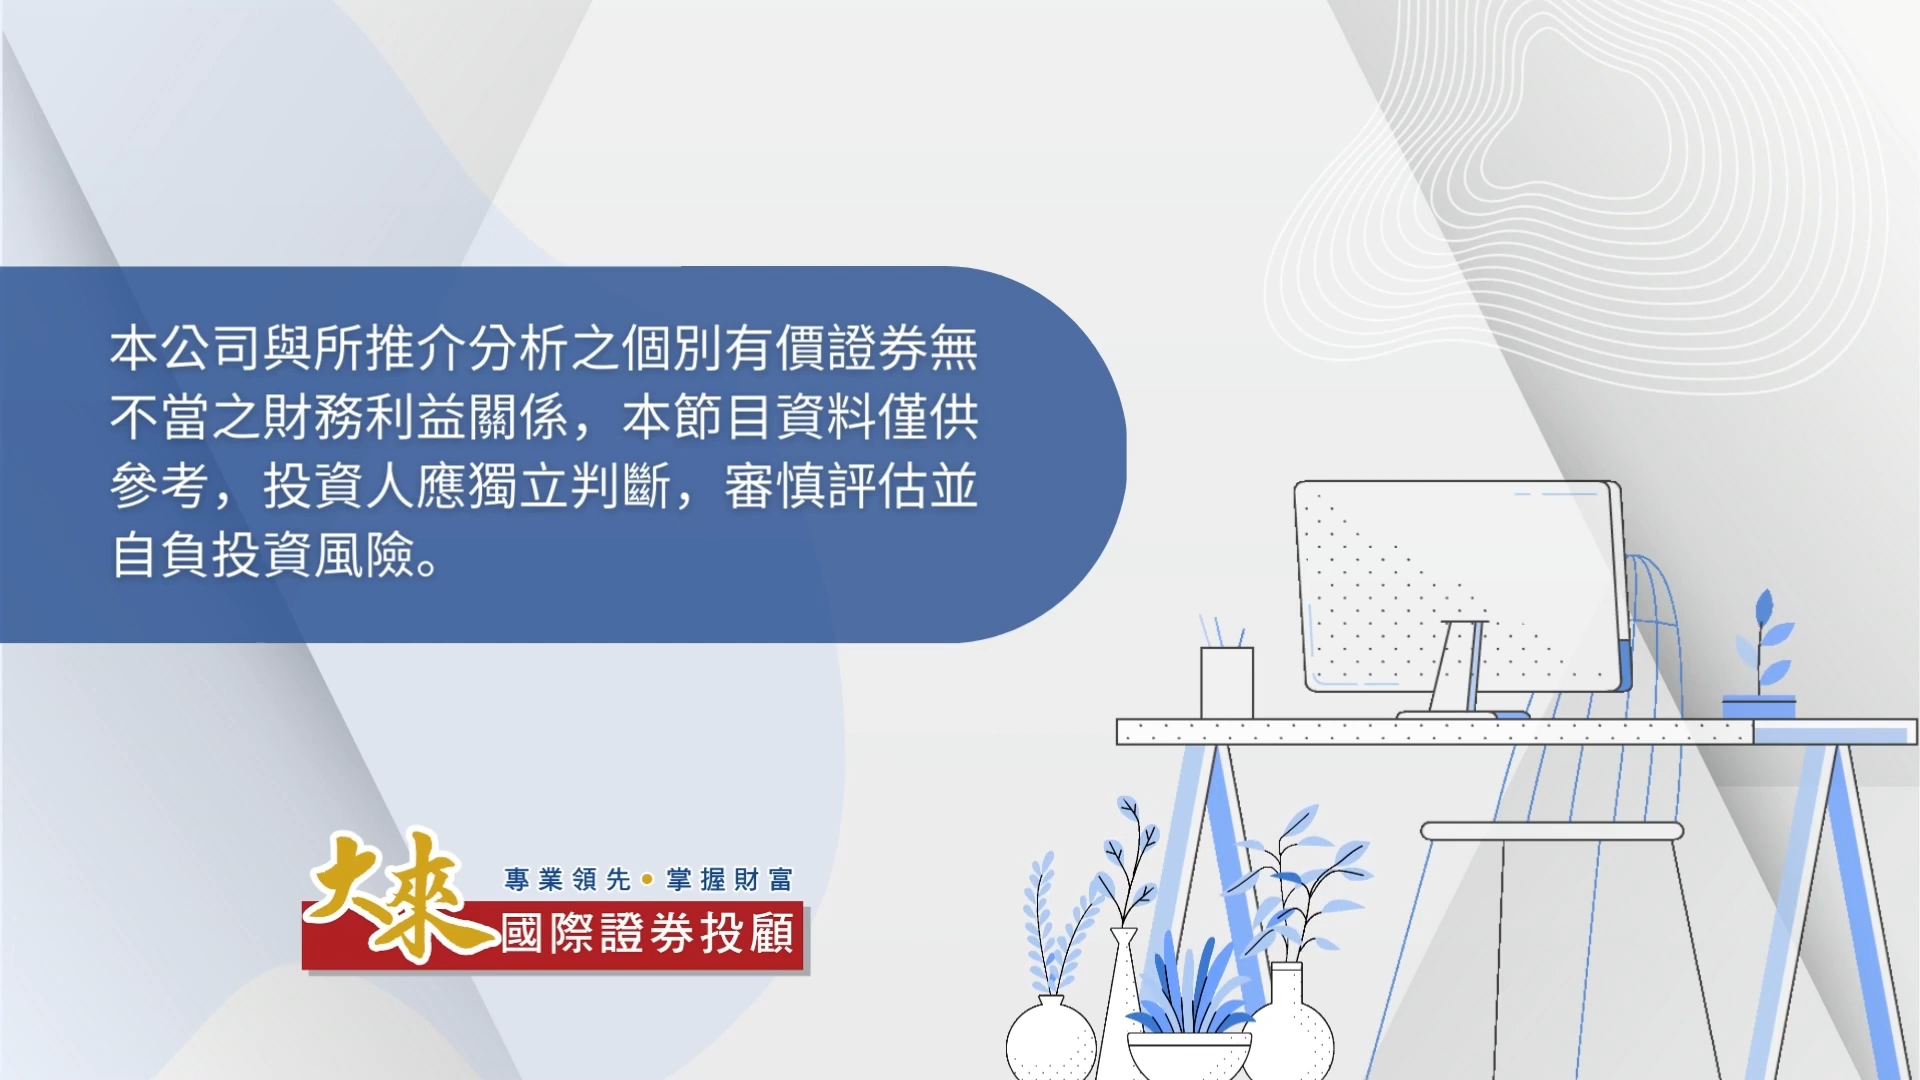 本公司與所推介分析之個別有價證券無
不當之財務利益關係，本節目資料僅供
參考，投資人應獨立判斷，審慎評估並
自負投資風險。
專業領先•掌握財富
大來國際證券投顧